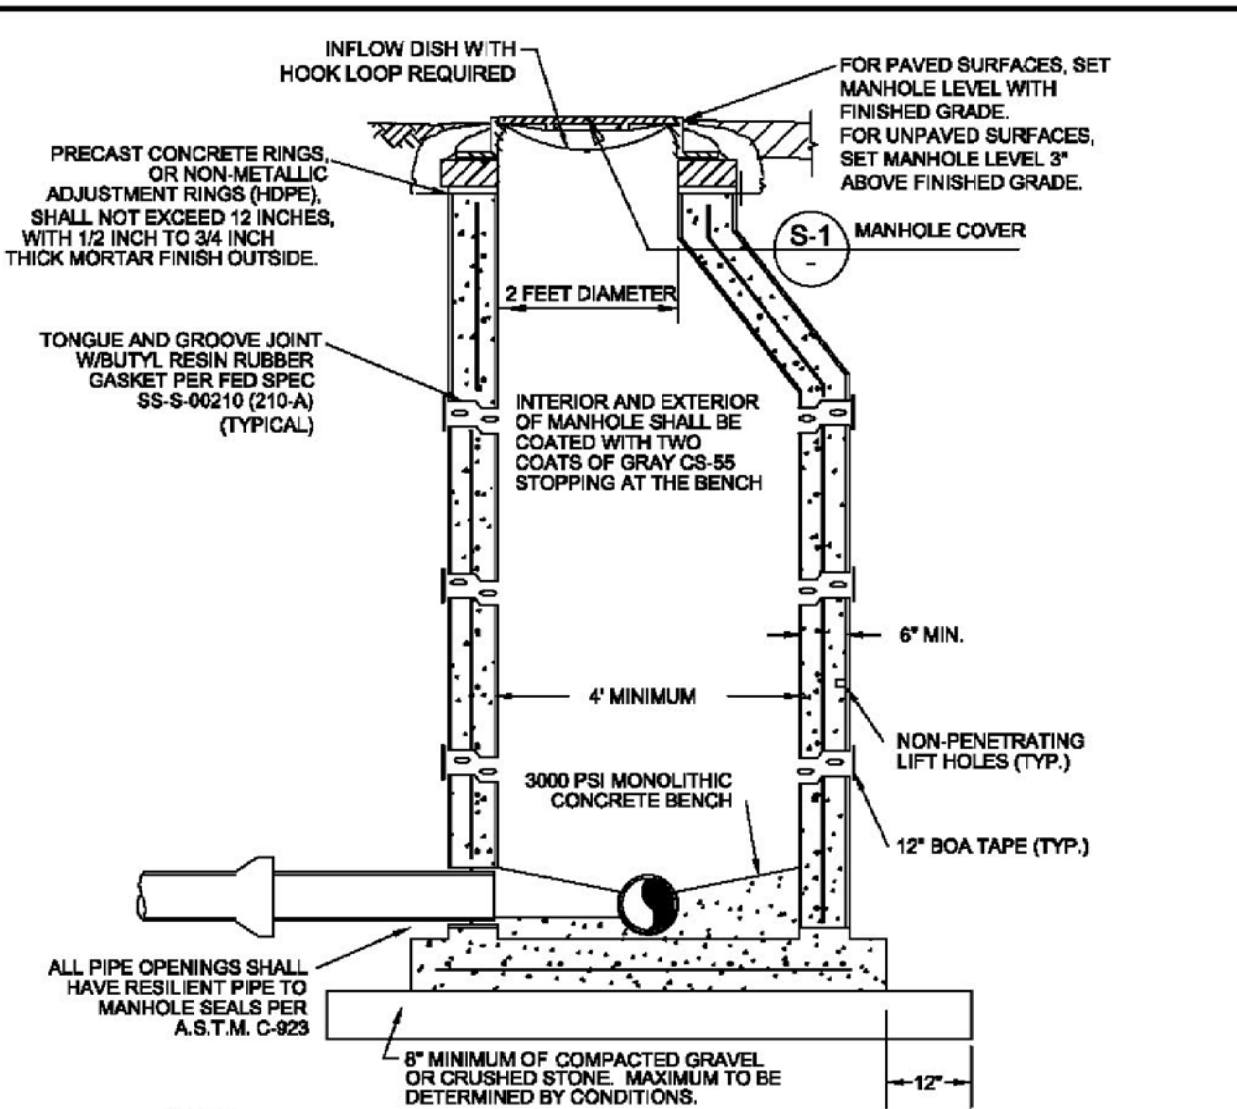 INFLOW DISH WITH
HOOK LOOP REQUIRED
FOR PAVED SURFACES, SET
MANHOLE LEVEL WITH
FINISHED GRADE.
FOR UNPAVED SURFACES,
SET MANHOLE LEVEL 3"
ABOVE FINISHED GRADE.
PRECAST CONCRETE RINGS,
OR NON-METALLIC
ADJUSTMENT RINGS (HDPE),
SHALL NOT EXCEED 12 INCHES,
WITH 1/2 INCH TO 3/4 INCH
THICK MORTAR FINISH OUTSIDE.
S-1
-
MANHOLE COVER
2 FEET DIAMETER
TONGUE AND GROOVE JOINT
W/BUTYL RESIN RUBBER
GASKET PER FED SPEC
SS-S-00210 (210-A)
(TYPICAL)
INTERIOR AND EXTERIOR
OF MANHOLE SHALL BE
COATED WITH TWO
COATS OF GRAY CS-55
STOPPING AT THE BENCH
6" MIN.
4' MINIMUM
NON-PENETRATING
LIFT HOLES (TYP.)
3000 PSI MONOLITHIC
CONCRETE BENCH
12" BOA TAPE (TYP.)
ALL PIPE OPENINGS SHALL
HAVE RESILIENT PIPE TO
MANHOLE SEALS PER
A.S.T.M. C-923
8" MINIMUM OF COMPACTED GRAVEL
OR CRUSHED STONE. MAXIMUM TO BE
DETERMINED BY CONDITIONS.
12"